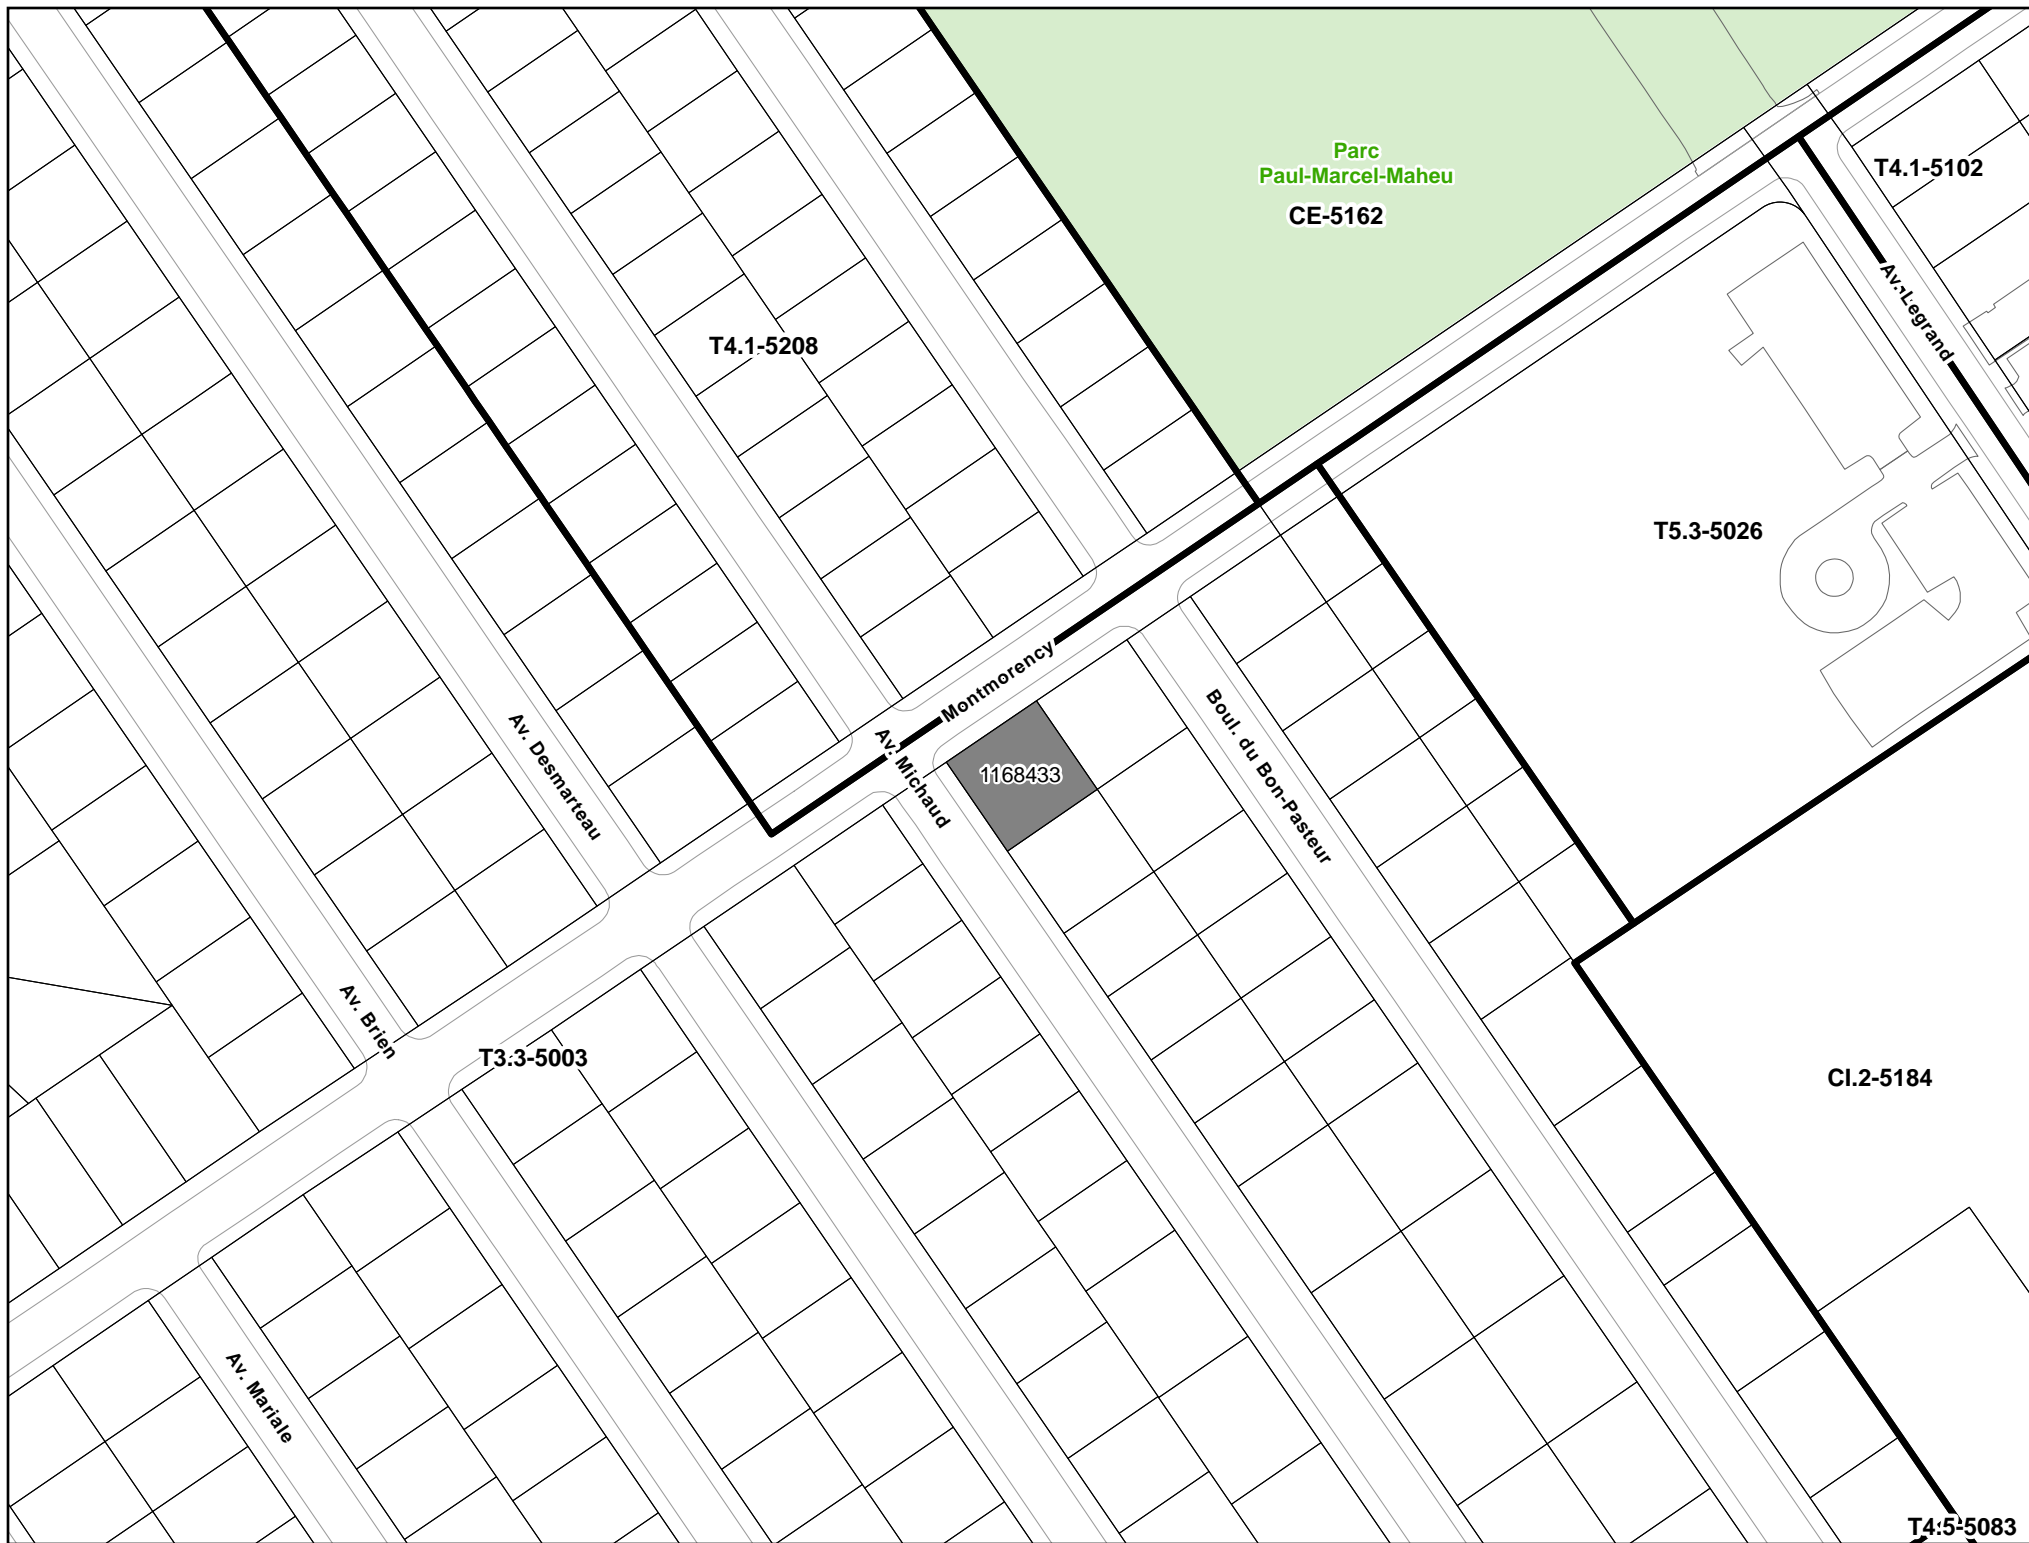 Parc
Paul-Marcel-Maheu
CE-5162
T4.1-5102
Av. Legrand
T4.1-5208
T5.3-5026
Montmorency
Av. Michaud
Boul. du Bon-Pasteur
1168433
Av. Desmarteau
Av. Brien
T3.3-5003
CI.2-5184
Av. Mariale
T4.5-5083